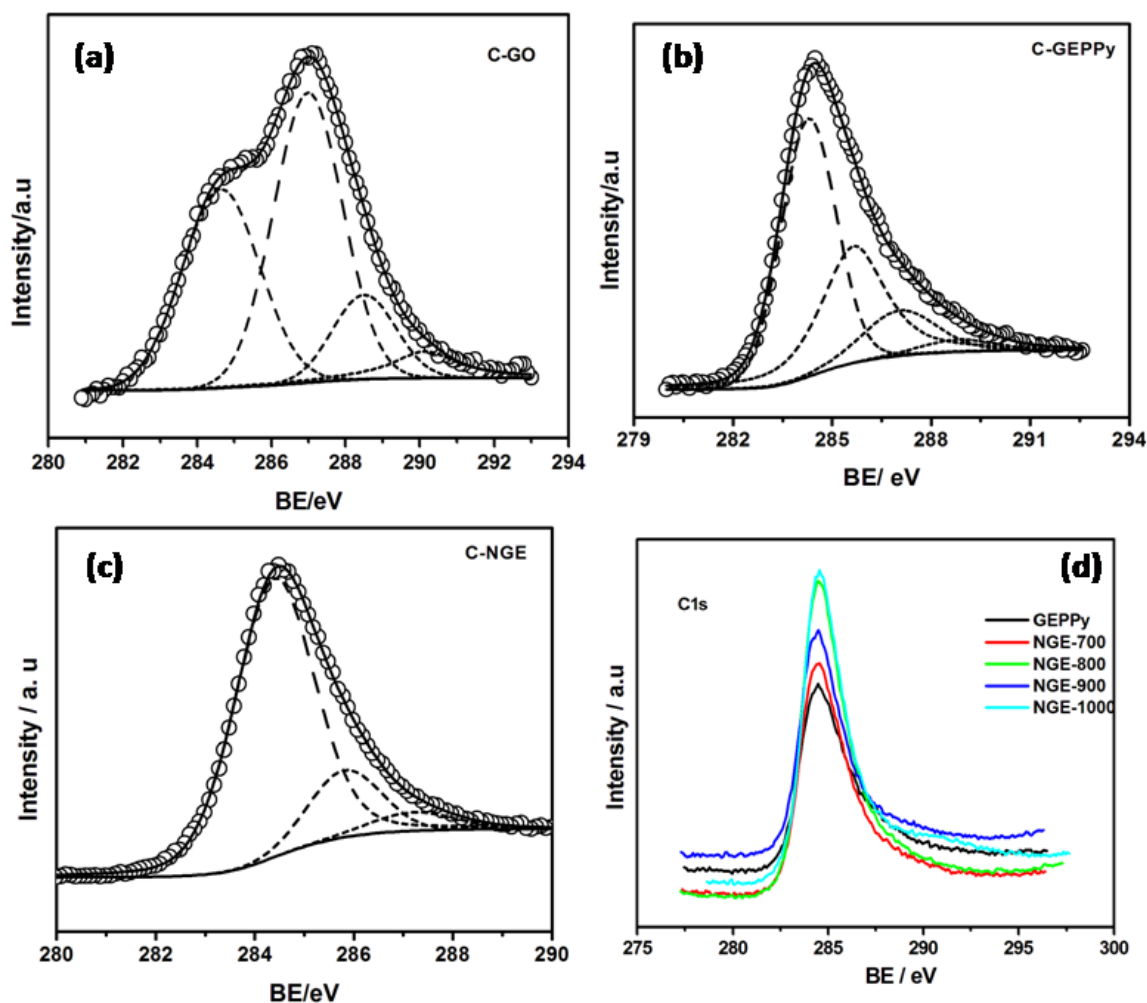 (a)
C-GO
Intensity/a.u
280 282 284 286 288 290 292 294
BE/eV
(b)
C-GEPPy
Intensity/a.u
279 282 285 288 291 294
BE/ eV
(c)
C-NGE
Intensity / a. u
280 282 284 286 288 290
BE/eV
(d)
C1s
GEPPy
NGE-700
NGE-800
NGE-900
NGE-1000
Intensity / a.u
275 280 285 290 295 300
BE / eV